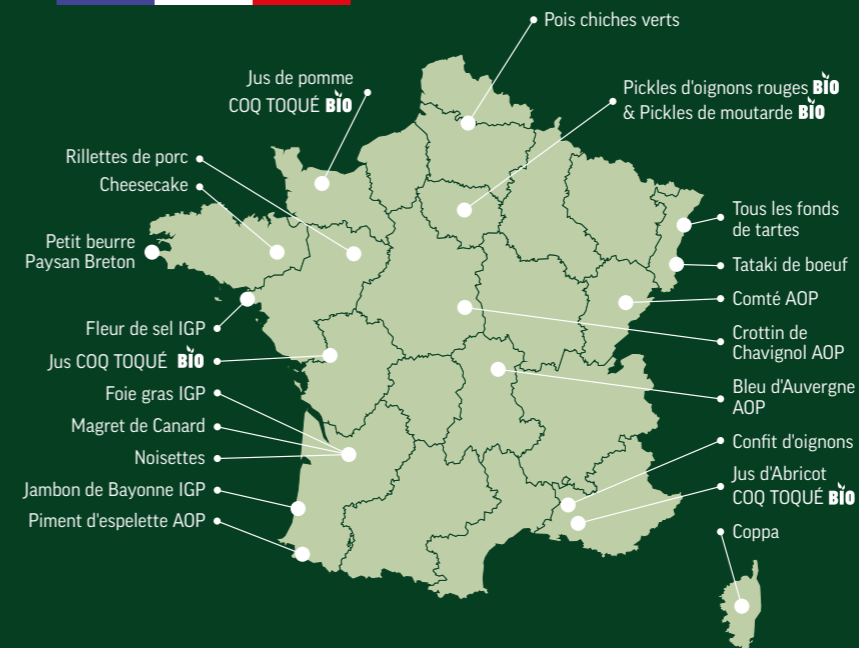 Pois chiches verts
Jus de pomme
COQ TOQUÉ BIO
Pickles d'oignons rouges BIO
& Pickles de moutarde BIO
Rillettes de porc
Cheesecake
Petit beurre
Paysan Breton
Fleur de sel IGP
Jus COQ TOQUÉ BIO
Foie gras IGP
Magret de Canard
Noisettes
Jambon de Bayonne IGP
Piment d'espelette AOP
Tous les fonds
de tartes
Tataki de boeuf
Comté AOP
Crottin de
Chavignol AOP
Bleu d'Auvergne
AOP
Confit d'oignons
Jus d'Abricot
COQ TOQUÉ BIO
Coppa